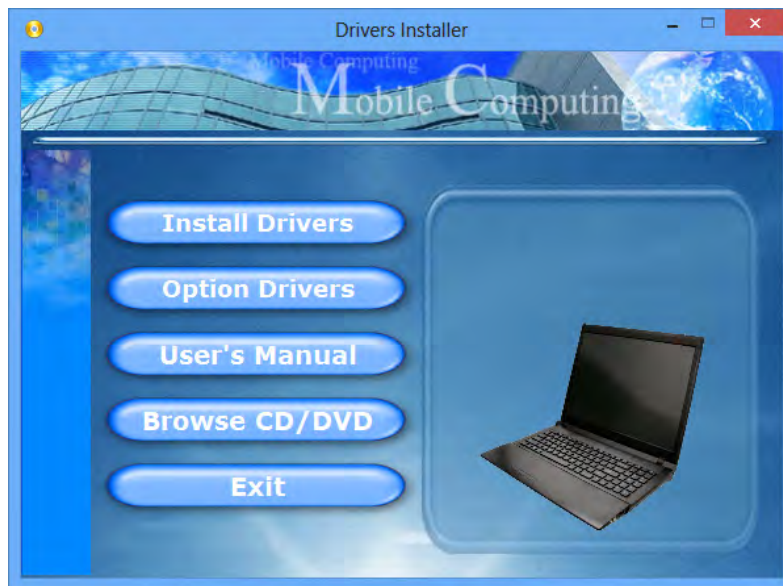 Drivers Installer
Mobile Computing
Mobile Computing
Install Drivers
Option Drivers
User's Manual
Browse CD/DVD
Exit